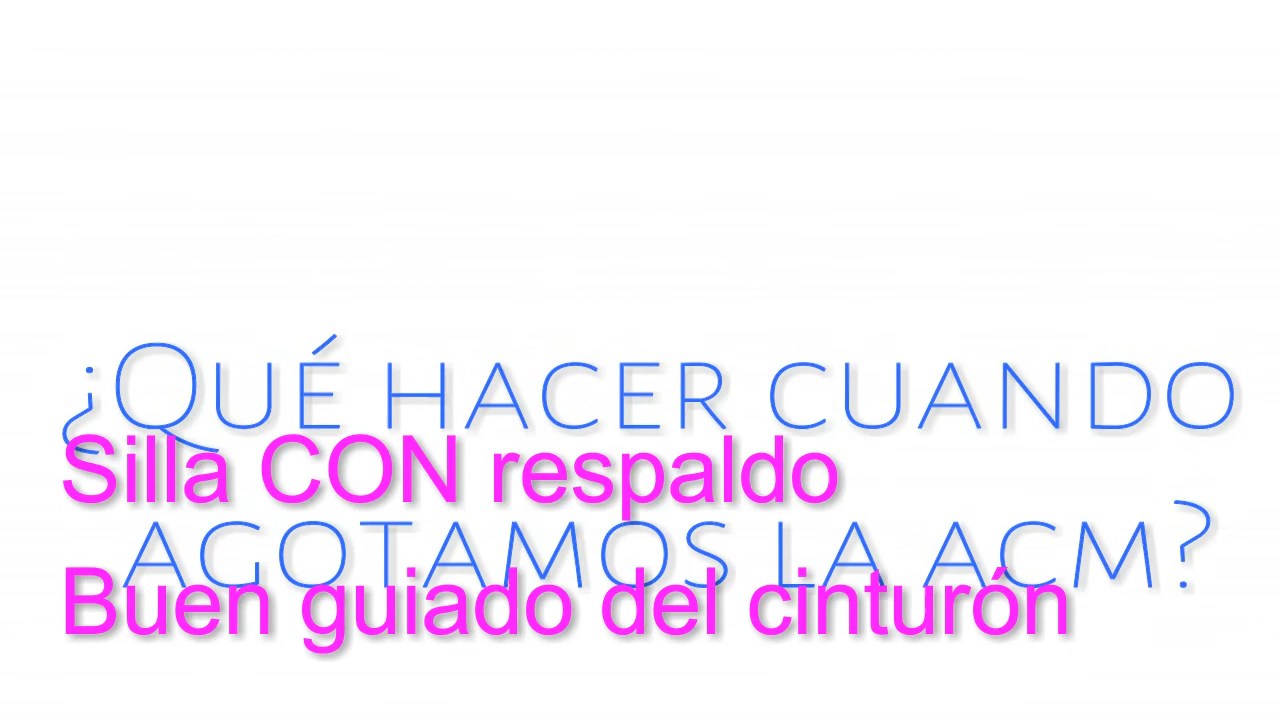 ¿Qué hacer cuando
Silla CON respaldo
agotamos la acm?
Buen guiado del cinturón